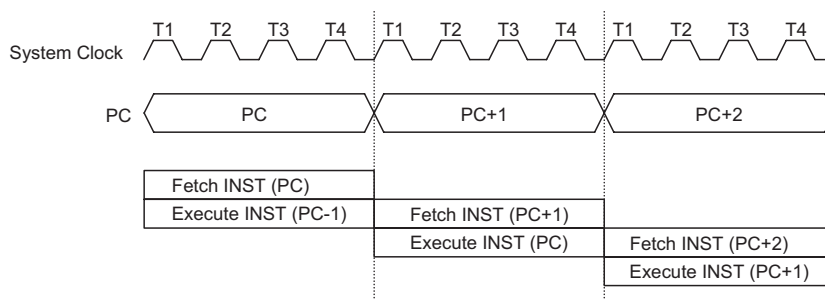 T1 T2 T3 T4 T1 T2 T3 T4 T1 T2 T3 T4
System Clock
PC PC PC+1 PC+2
Fetch INST (PC)
Execute INST (PC-1) Fetch INST (PC+1)
Execute INST (PC) Fetch INST (PC+2)
Execute INST (PC+1)